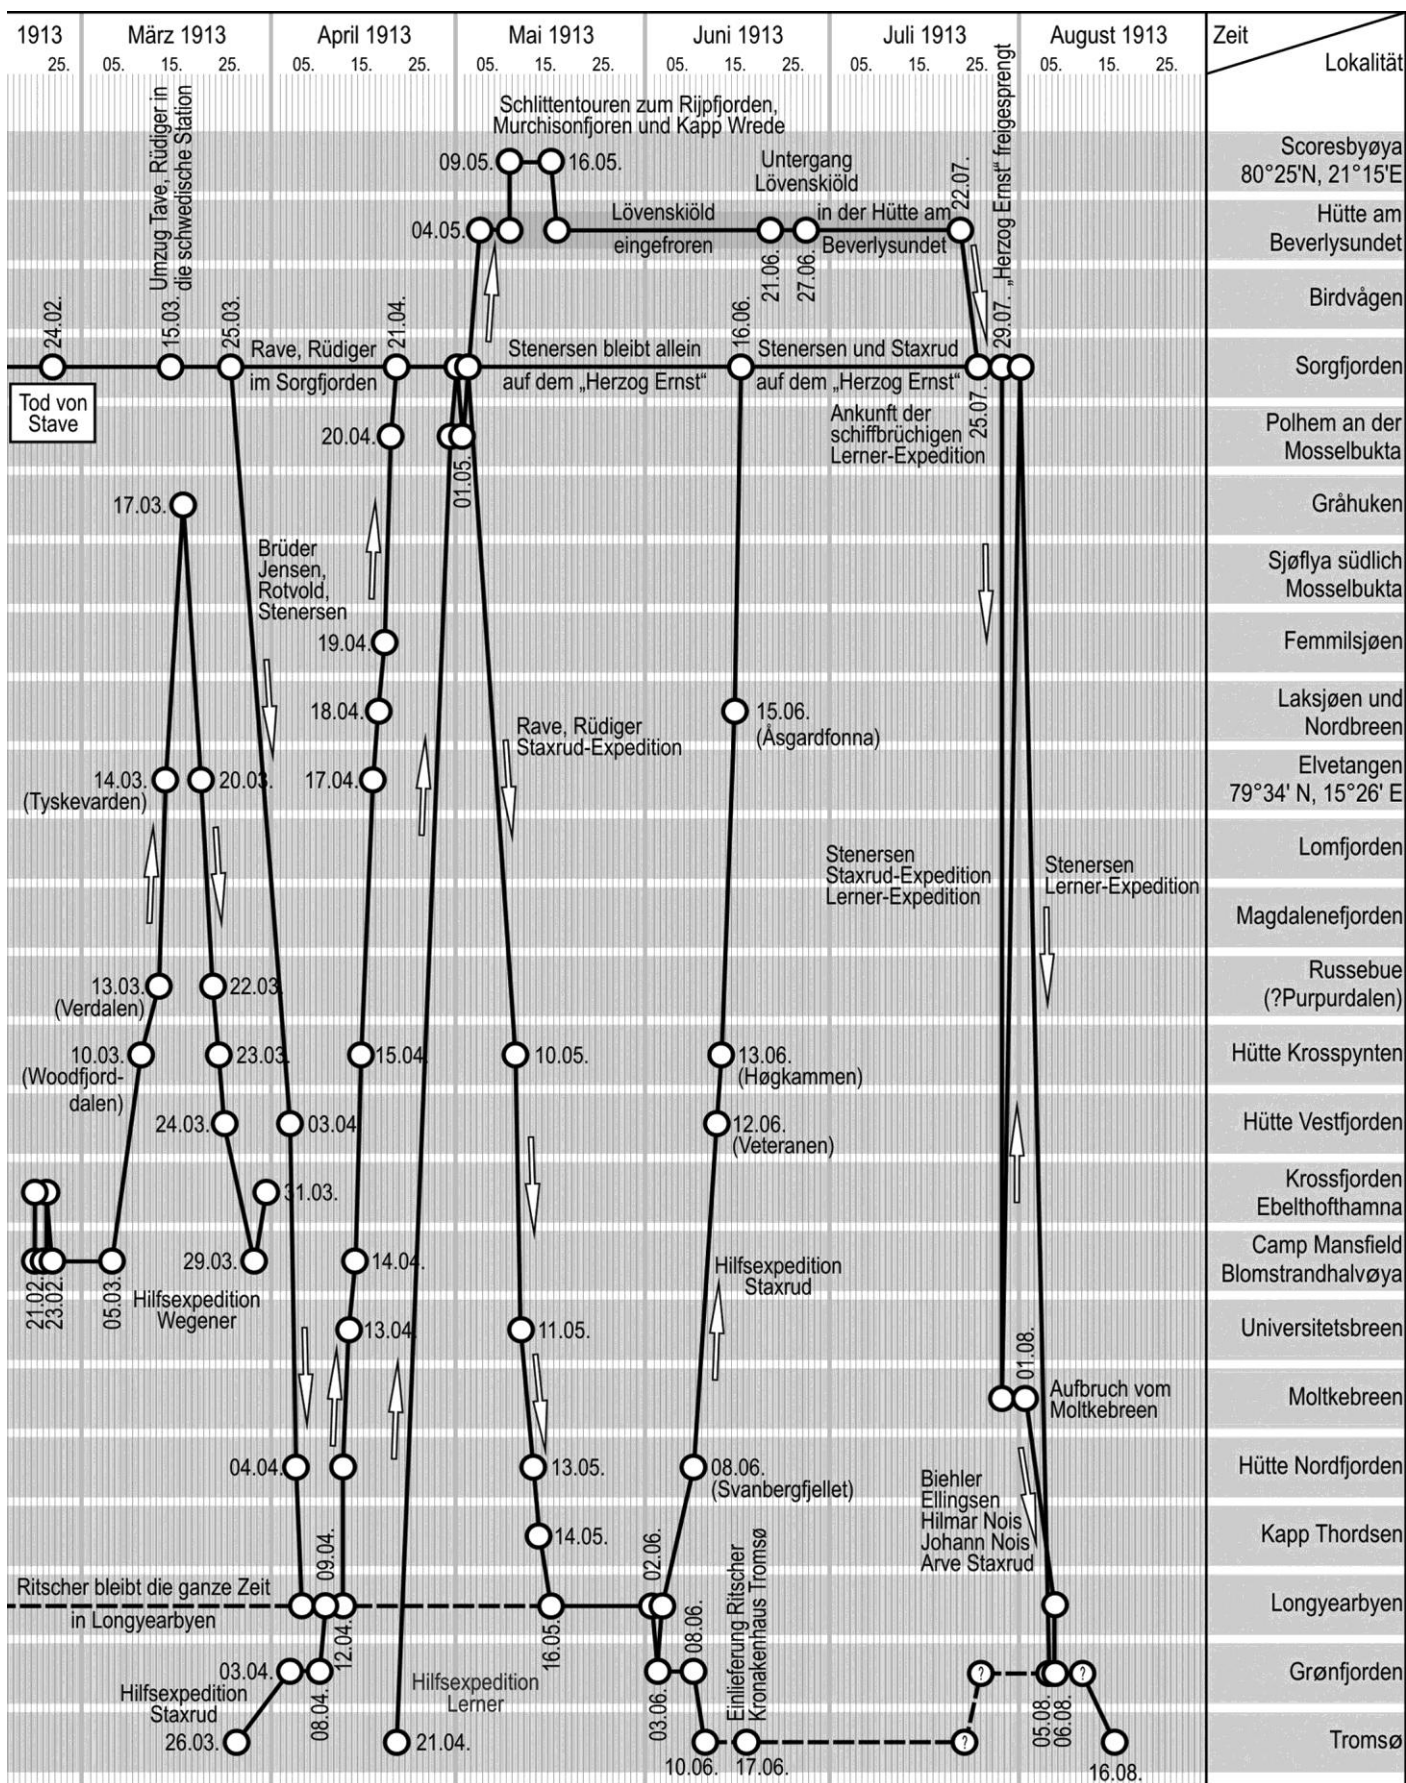 1913
März 1913
April 1913
Mai 1913
Juni 1913
Juli 1913
August 1913
Zeit
Lokalität
25.
05.
15.
25.
05.
15.
25.
05.
15.
25.
05.
15.
25.
05.
15.
25.
05.
15.
25.
Umzug Tave, Rüdiger in
die schwedische Station
Schlittentouren zum Rijpfjorden,
Murchisonfjoren und Kapp Wrede
09.05.
16.05.
Untergang
Lövenskiöld
22.07.
29.07. „Herzog Ernst“ freigesprengt
Scoresbyøya
80°25'N, 21°15'E
04.05.
Lövenskiöld
eingefroren
in der Hütte am
Beverlysundet
21.06.
27.06.
Hütte am
Beverlysundet
Birdvågen
24.02.
15.03.
25.03.
21.04.
16.06.
Rave, Rüdiger
im Sorgfjorden
Stenersen bleibt allein
auf dem „Herzog Ernst“
Stenersen und Staxrud
auf dem „Herzog Ernst“
25.07.
Sorgfjorden
Tod von
Stave
20.04.
01.05.
Ankunft der
schiffbrüchigen
Lerner-Expedition
Polhem an der
Mosselbukta
17.03.
Gråhuken
Brüder
Jensen,
Rotvold,
Stenersen
Sjøflya südlich
Mosselbukta
19.04.
Femmilsjøen
18.04.
Rave, Rüdiger
Staxrud-Expedition
15.06.
(Åsgardfonna)
Laksjøen und
Nordbreen
14.03.
(Tyskevarden)
20.03.
17.04.
Elvetangen
79°34' N, 15°26' E
Stenersen
Staxrud-Expedition
Lerner-Expedition
Stenersen
Lerner-Expedition
Lomfjorden
Magdalenefjorden
13.03.
(Verdalen)
22.03.
Russebue
(?Purpurdalen)
10.03.
(Woodfjord-
dalen)
23.03.
15.04.
10.05.
13.06.
(Høgkammen)
Hütte Krosspynten
24.03.
03.04.
12.06.
(Veteranen)
Hütte Vestfjorden
31.03.
Krossfjorden
Ebelthofthamna
21.02.
23.02.
05.03.
29.03.
14.04.
Hilfsexpedition
Wegener
Hilfsexpedition
Staxrud
Camp Mansfield
Blomstrandhalvøya
13.04.
11.05.
Universitetsbreen
01.08.
Aufbruch vom
Moltkebreen
Moltkebreen
04.04.
13.05.
08.06.
(Svanbergfjellet)
Hütte Nordfjorden
Biehler
Ellingsen
Hilmar Nois
Johann Nois
Arve Staxrud
14.05.
Kapp Thordsen
Ritscher bleibt die ganze Zeit
in Longyearbyen
09.04.
12.04.
16.05.
02.06.
Longyearbyen
03.04.
08.04.
03.06.
08.06.
Einlieferung Ritscher
Kronakenhaus Tromsø
?
05.08.
06.08.
?
Grønfjorden
Hilfsexpedition
Staxrud
26.03.
Hilfsexpedition
Lerner
21.04.
10.06.
17.06.
?
16.08.
Tromsø